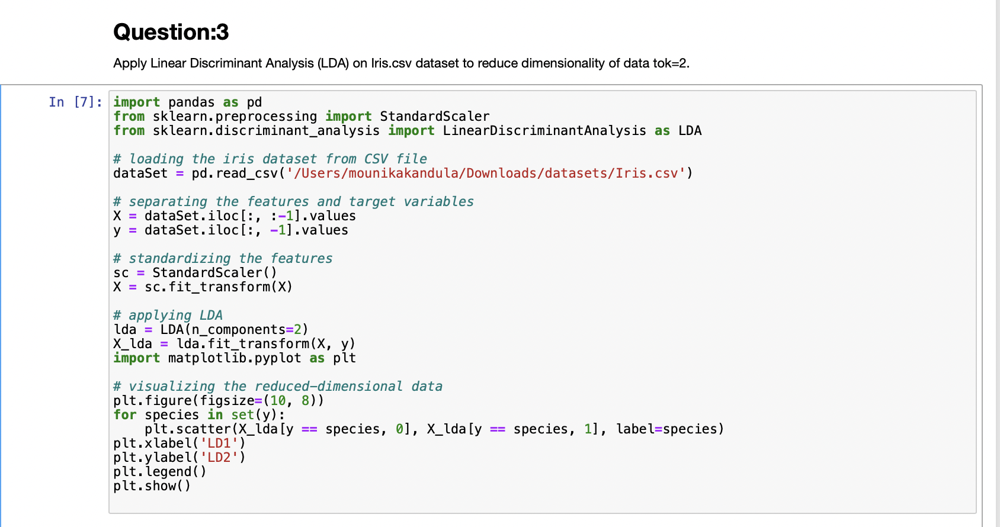 Question:3
Apply Linear Discriminant Analysis (LDA) on Iris.csv dataset to reduce dimensionality of data tok=2.
In [7]:
import pandas as pd
from sklearn.preprocessing import StandardScaler
from sklearn.discriminant_analysis import LinearDiscriminantAnalysis as LDA

# loading the iris dataset from CSV file
dataSet = pd.read_csv('/Users/mounikakandula/Downloads/datasets/Iris.csv')

# separating the features and target variables
X = dataSet.iloc[:, :-1].values
y = dataSet.iloc[:, -1].values

# standardizing the features
sc = StandardScaler()
X = sc.fit_transform(X)

# applying LDA
lda = LDA(n_components=2)
X_lda = lda.fit_transform(X, y)
import matplotlib.pyplot as plt

# visualizing the reduced-dimensional data
plt.figure(figsize=(10, 8))
for species in set(y):
    plt.scatter(X_lda[y == species, 0], X_lda[y == species, 1], label=species)
plt.xlabel('LD1')
plt.ylabel('LD2')
plt.legend()
plt.show()